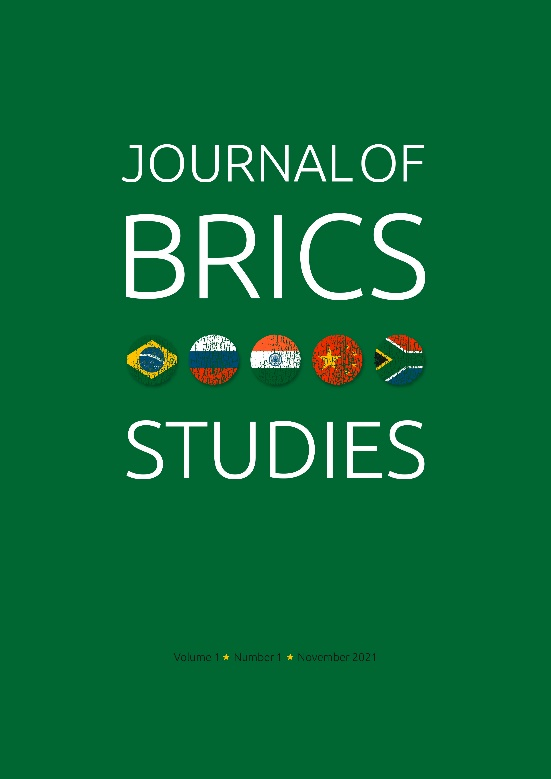 JOURNAL OF
BRICS
STUDIES
Volume 1 ★ Number 1 ★ November 2021